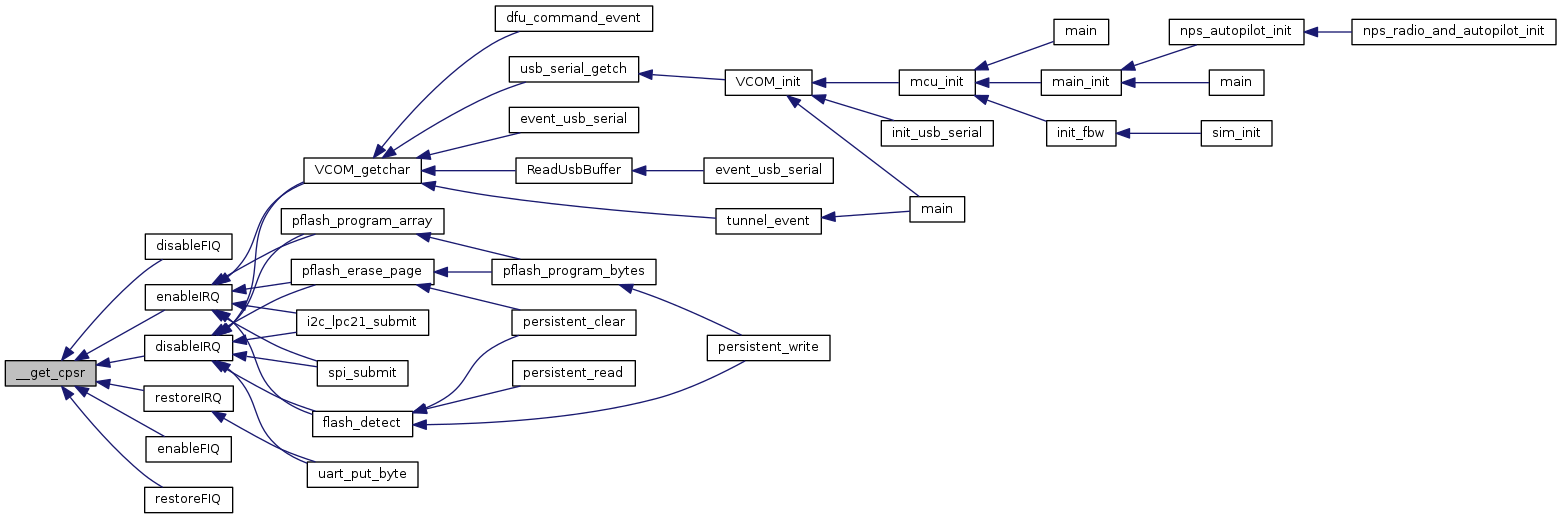 __get_cpsr
disableFIQ
enableIRQ
disableIRQ
restoreIRQ
enableFIQ
restoreFIQ
VCOM_getchar
pflash_program_array
pflash_erase_page
i2c_lpc21_submit
spi_submit
flash_detect
uart_put_byte
dfu_command_event
usb_serial_getch
event_usb_serial
ReadUsbBuffer
pflash_program_bytes
persistent_clear
persistent_read
VCOM_init
event_usb_serial
tunnel_event
persistent_write
mcu_init
init_usb_serial
main
main
main_init
init_fbw
nps_autopilot_init
main
sim_init
nps_radio_and_autopilot_init